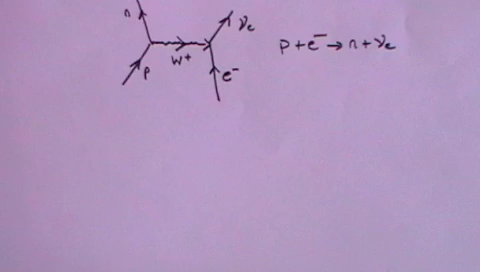 n
νe
p
W+
e⁻
p + e⁻ → n + νe